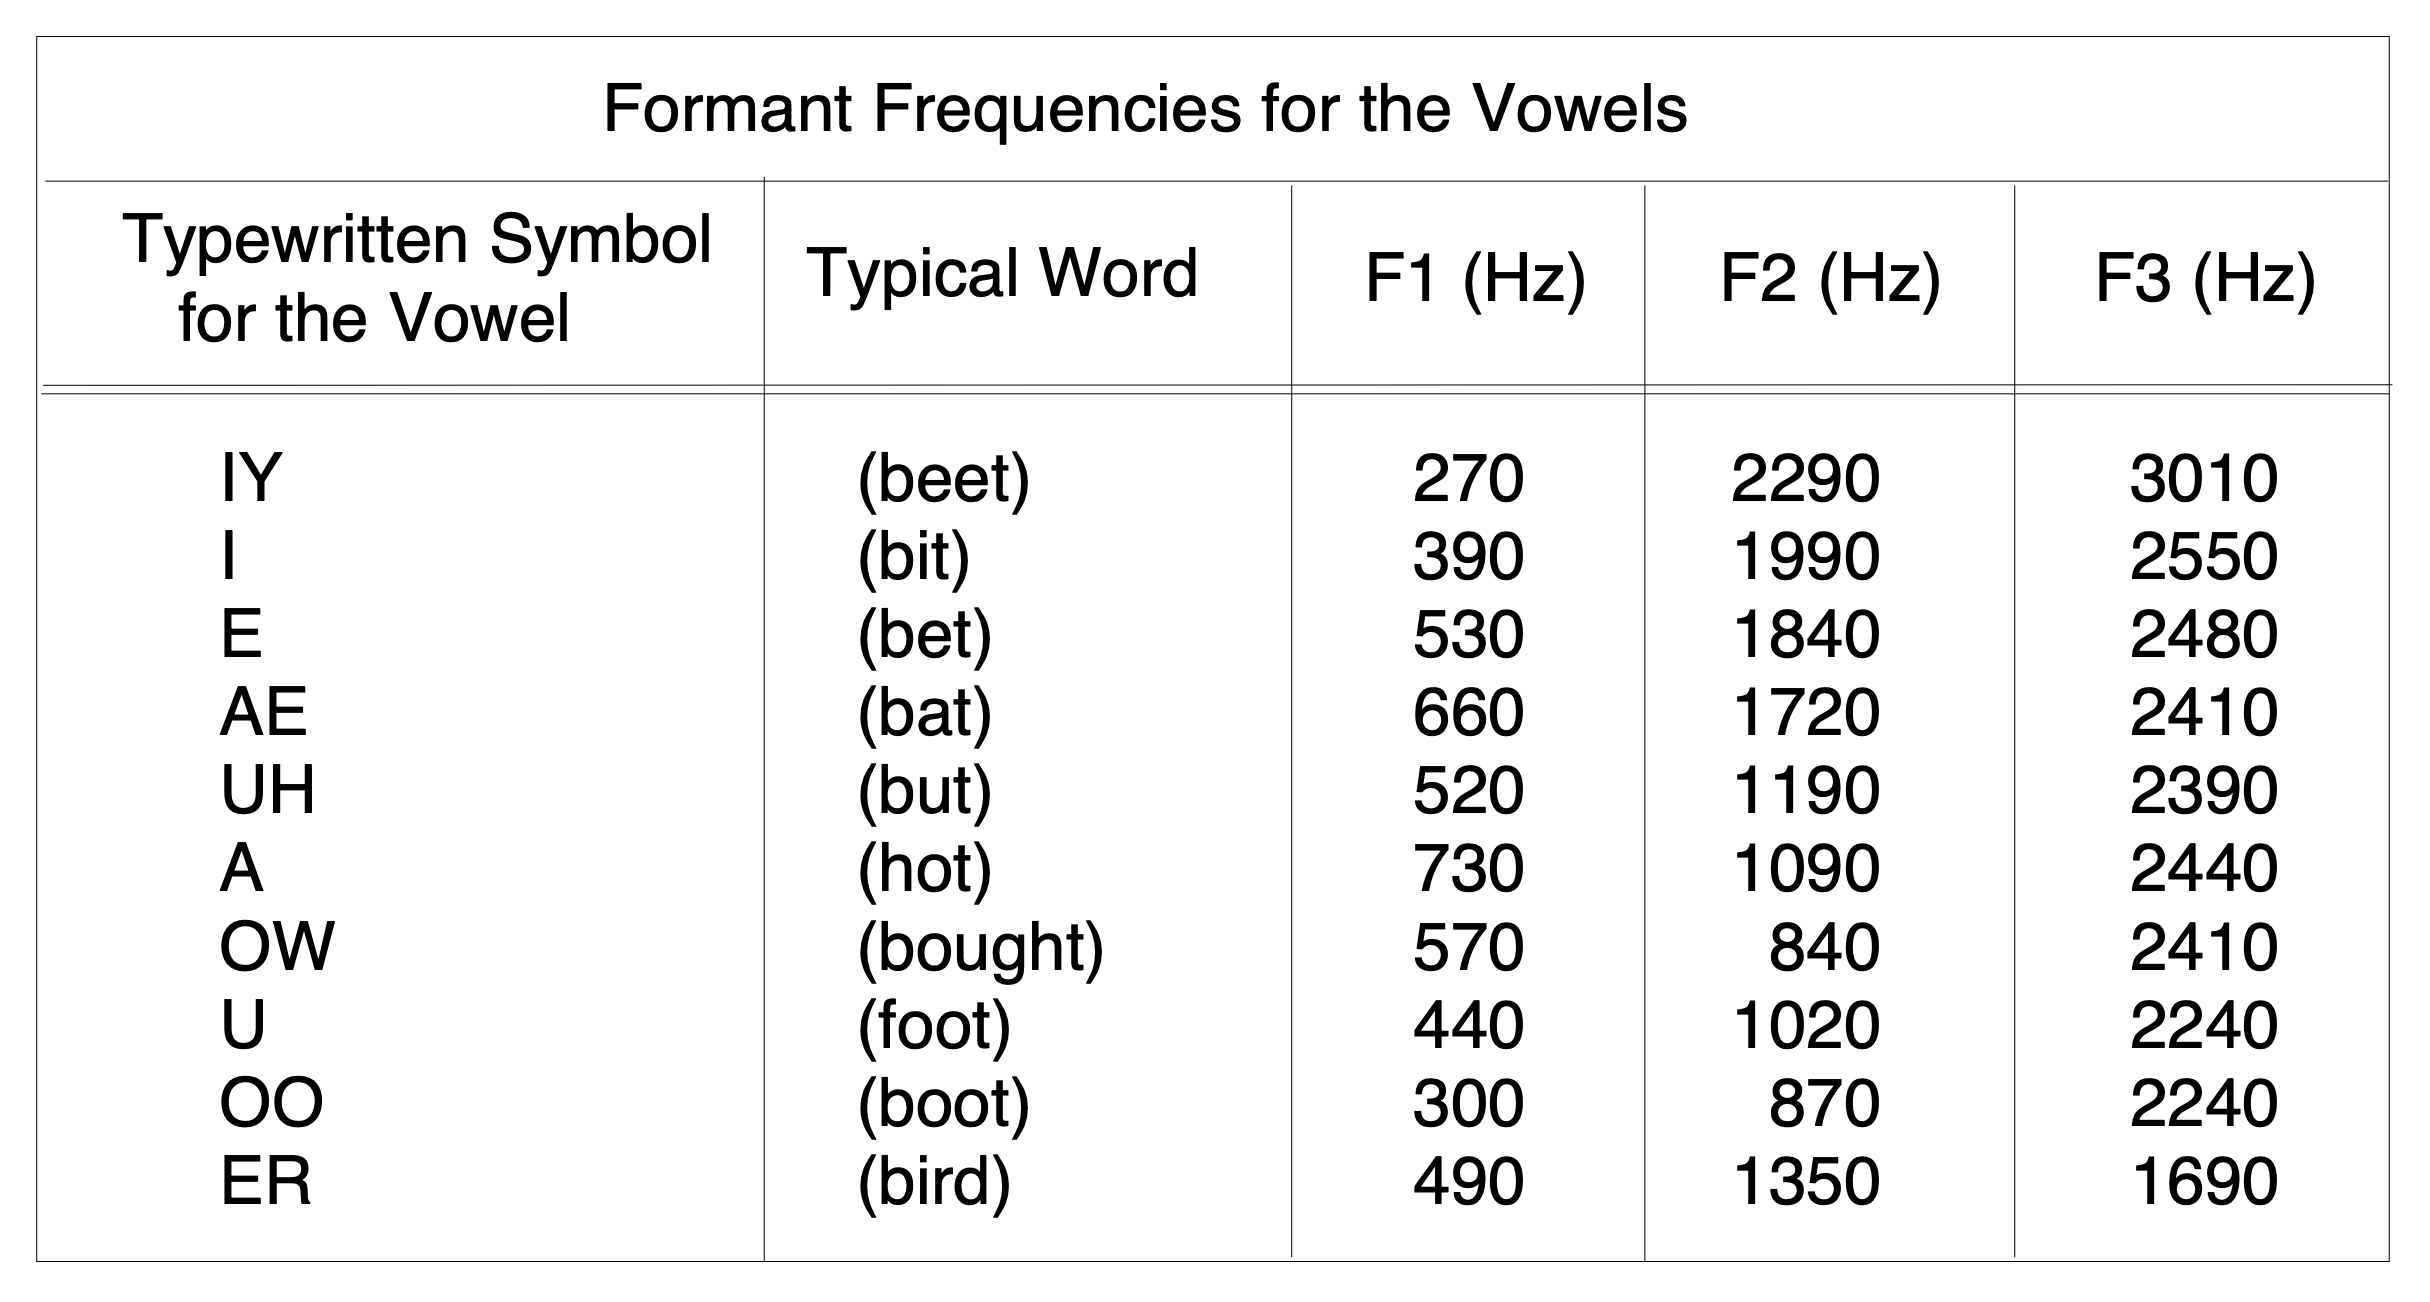 Formant Frequencies for the Vowels
Typewritten Symbol for the Vowel Typical Word F1 (Hz) F2 (Hz) F3 (Hz)
IY (beet) 270 2290 3010
I (bit) 390 1990 2550
E (bet) 530 1840 2480
AE (bat) 660 1720 2410
UH (but) 520 1190 2390
A (hot) 730 1090 2440
OW (bought) 570 840 2410
U (foot) 440 1020 2240
OO (boot) 300 870 2240
ER (bird) 490 1350 1690